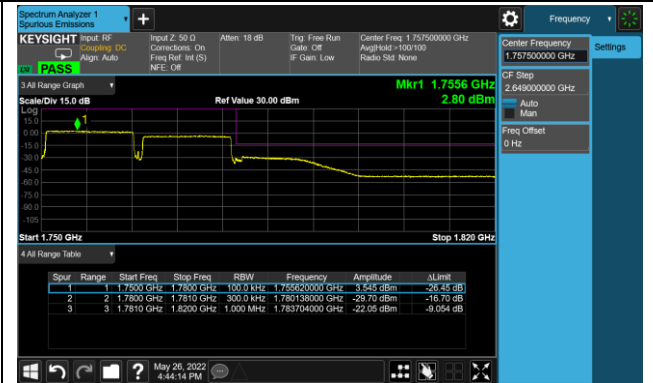 Spectrum Analyzer 1
Spurious Emissions
Frequency
KEYSIGHT
Input: RF
Coupling: DC
Align: Auto
Input Z: 50 Ω
Corrections: On
Freq Ref: Int (S)
NFE: Off
Atten: 18 dB
Trig: Free Run
Gate: Off
IF Gain: Low
Center Freq: 1.757500000 GHz
Avg|Hold:>100/100
Radio Std: None
PASS
Center Frequency
1.757500000 GHz
Settings
CF Step
2.649000000 GHz
Auto
Man
Freq Offset
0 Hz
3 All Range Graph
Mkr1 1.7556 GHz
2.80 dBm
Scale/Div 15.0 dB
Ref Value 30.00 dBm
Log
15.0
0.00
-15.0
-30.0
-45.0
-60.0
-75.0
-90.0
-105
1
Start 1.750 GHz
Stop 1.820 GHz
4 All Range Table
Spur Range Start Freq Stop Freq RBW Frequency Amplitude ΔLimit
1 1 1.7500 GHz 1.7800 GHz 100.0 kHz 1.755620000 GHz 3.545 dBm -26.45 dB
2 2 1.7800 GHz 1.7810 GHz 300.0 kHz 1.780138000 GHz -29.70 dBm -16.70 dB
3 3 1.7810 GHz 1.8200 GHz 1.000 MHz 1.783704000 GHz -22.05 dBm -9.054 dB
May 26, 2022
4:44:14 PM